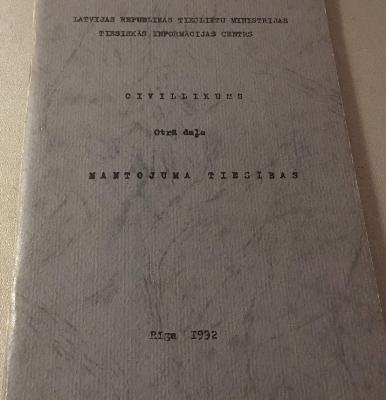 LATVIJAS REPUBLIKAS TIESLIETU MINISTRIJAS
TIESISKĀS INFORMĀCIJAS CENTRS
CIVILLIKUMS
Otrā daļa
MANTOJUMA TIESĪBAS
Rīga 1992